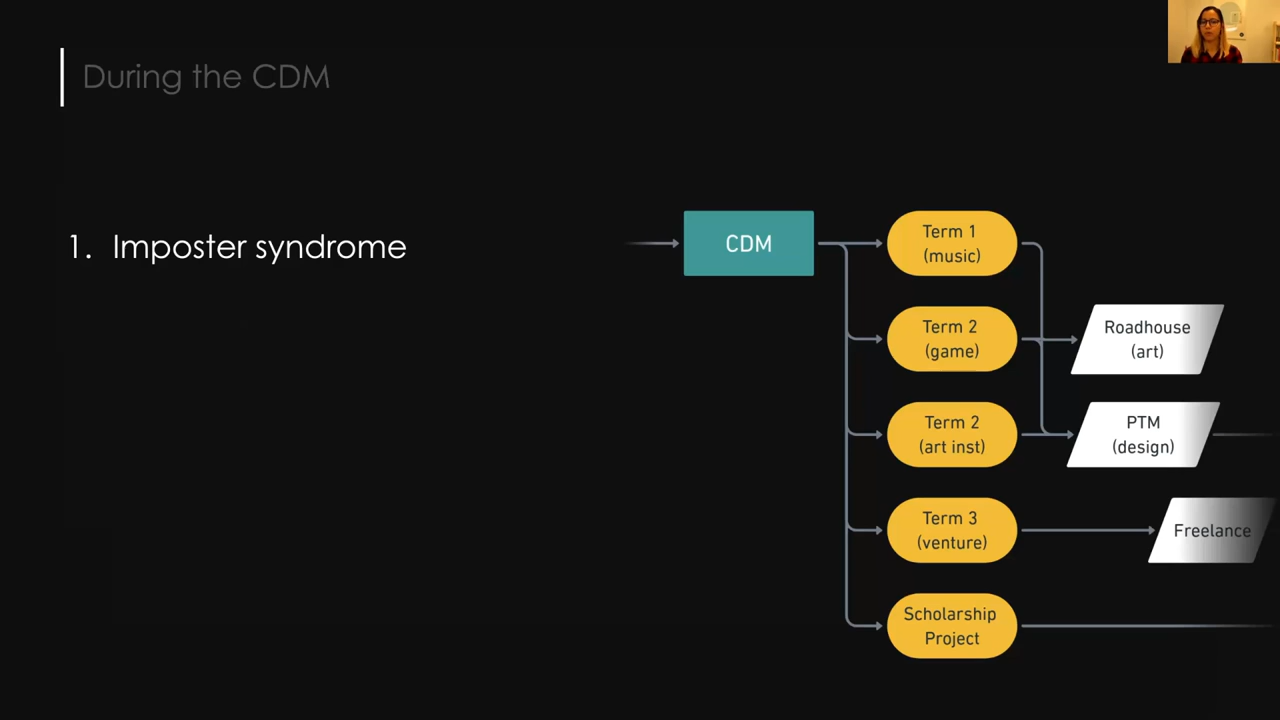 During the CDM
1. Imposter syndrome
CDM
Term 1
(music)
Term 2
(game)
Roadhouse
(art)
Term 2
(art inst)
PTM
(design)
Term 3
(venture)
Freelance
Scholarship
Project